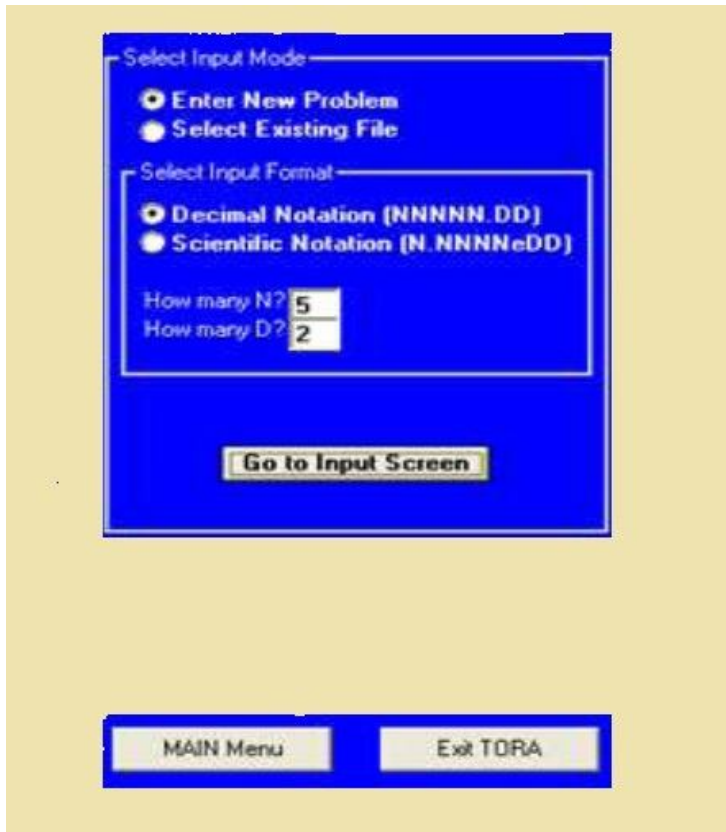 Select Input Mode
Enter New Problem
Select Existing File
Select Input Format
Decimal Notation (NNNNN.DD)
Scientific Notation (N.NNNNeDD)
How many N? 5
How many D? 2
Go to Input Screen
MAIN Menu Exit TORA